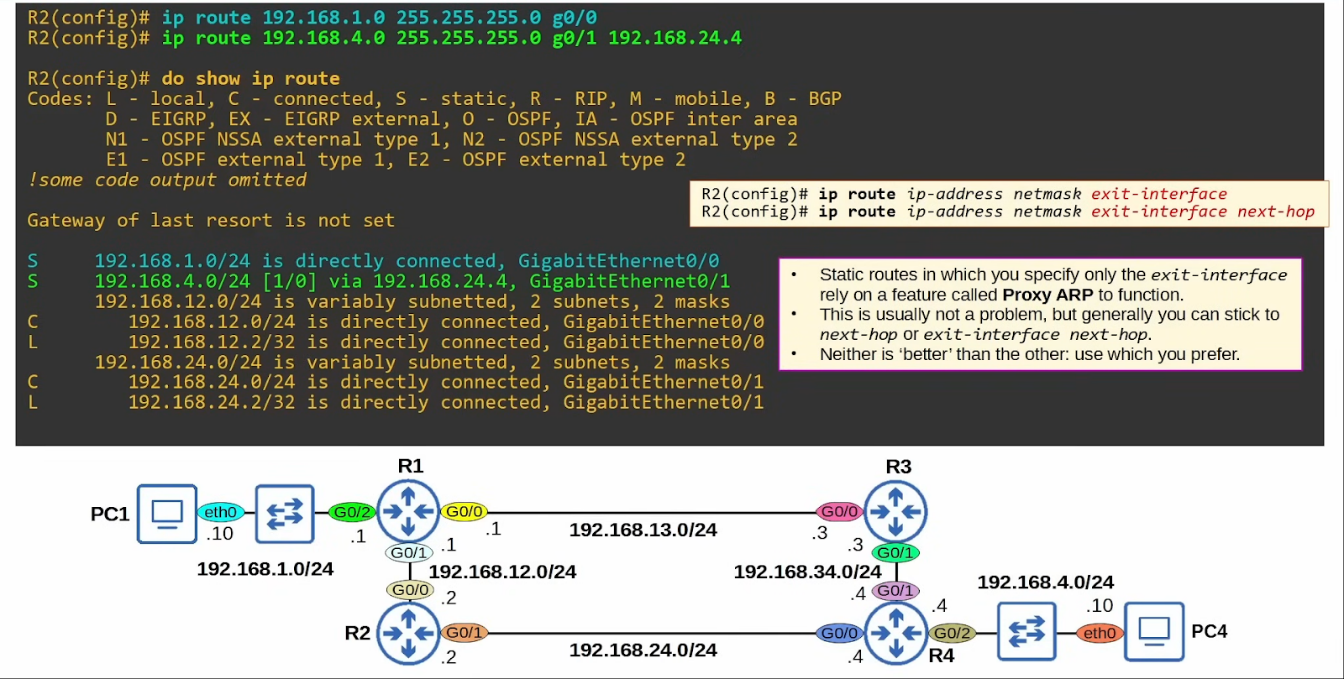 R2(config)# ip route 192.168.1.0 255.255.255.0 g0/0
R2(config)# ip route 192.168.4.0 255.255.255.0 g0/1 192.168.24.4
R2(config)# do show ip route
Codes: L - local, C - connected, S - static, R - RIP, M - mobile, B - BGP
D - EIGRP, EX - EIGRP external, O - OSPF, IA - OSPF inter area
N1 - OSPF NSSA external type 1, N2 - OSPF NSSA external type 2
E1 - OSPF external type 1, E2 - OSPF external type 2
!some code output omitted
Gateway of last resort is not set
S 192.168.1.0/24 is directly connected, GigabitEthernet0/0
S 192.168.4.0/24 [1/0] via 192.168.24.4, GigabitEthernet0/1
192.168.12.0/24 is variably subnetted, 2 subnets, 2 masks
C 192.168.12.0/24 is directly connected, GigabitEthernet0/0
L 192.168.12.2/32 is directly connected, GigabitEthernet0/0
192.168.24.0/24 is variably subnetted, 2 subnets, 2 masks
C 192.168.24.0/24 is directly connected, GigabitEthernet0/1
L 192.168.24.2/32 is directly connected, GigabitEthernet0/1
R2(config)# ip route ip-address netmask exit-interface
R2(config)# ip route ip-address netmask exit-interface next-hop
• Static routes in which you specify only the exit-interface
rely on a feature called Proxy ARP to function.
• This is usually not a problem, but generally you can stick to
next-hop or exit-interface next-hop.
• Neither is ‘better’ than the other: use which you prefer.
R1
R3
PC1
eth0
.10
G0/2
.1
G0/0
.1
192.168.13.0/24
G0/0
.3
.3
G0/1
.1
G0/1
192.168.1.0/24
192.168.12.0/24
192.168.34.0/24
192.168.4.0/24
G0/0
.2
.4
G0/1
.4
.10
R2
G0/1
.2
192.168.24.0/24
G0/0
.4
G0/2
R4
eth0
PC4